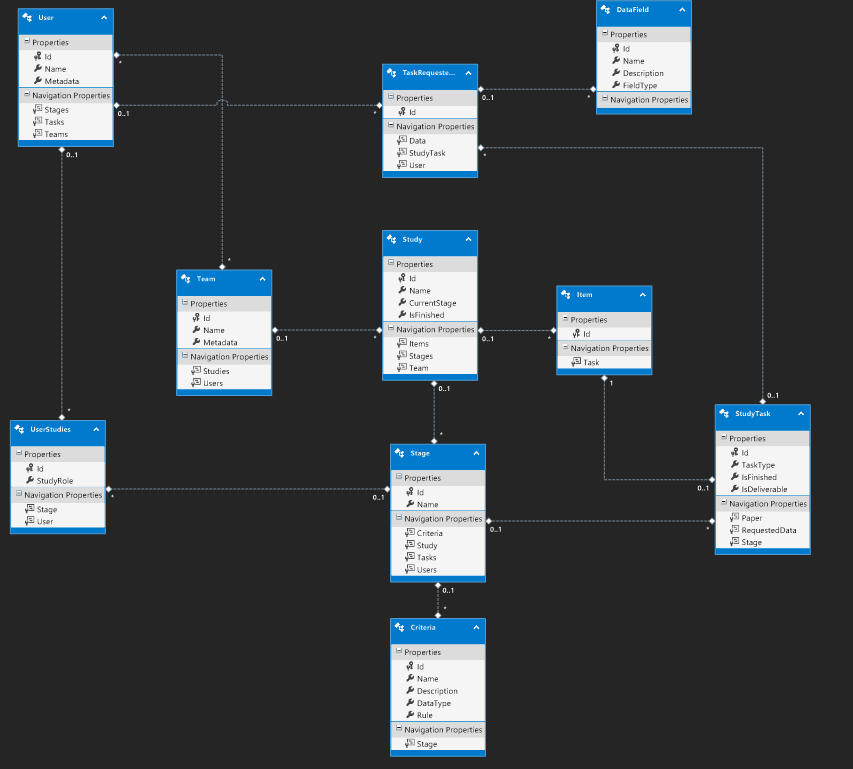 User
Properties
Id
Name
Metadata
Navigation Properties
Stages
Tasks
Teams
*
0..1
0..1
TaskRequeste...
Properties
Id
Navigation Properties
Data
StudyTask
User
*
0..1
*
DataField
Properties
Id
Name
Description
FieldType
Navigation Properties
*
*
Team
Properties
Id
Name
Metadata
Navigation Properties
Studies
Users
0..1
*
Study
Properties
Id
Name
CurrentStage
IsFinished
Navigation Properties
Items
Stages
Team
0..1
0..1
*
Item
Properties
Id
Navigation Properties
Task
1
0..1
StudyTask
Properties
Id
TaskType
IsFinished
IsDeliverable
Navigation Properties
Paper
RequestedData
Stage
0..1
*
*
UserStudies
Properties
Id
StudyRole
Navigation Properties
Stage
User
*
0..1
*
Stage
Properties
Id
Name
Navigation Properties
Criteria
Study
Tasks
Users
0..1
0..1
*
Criteria
Properties
Id
Name
Description
DataType
Rule
Navigation Properties
Stage